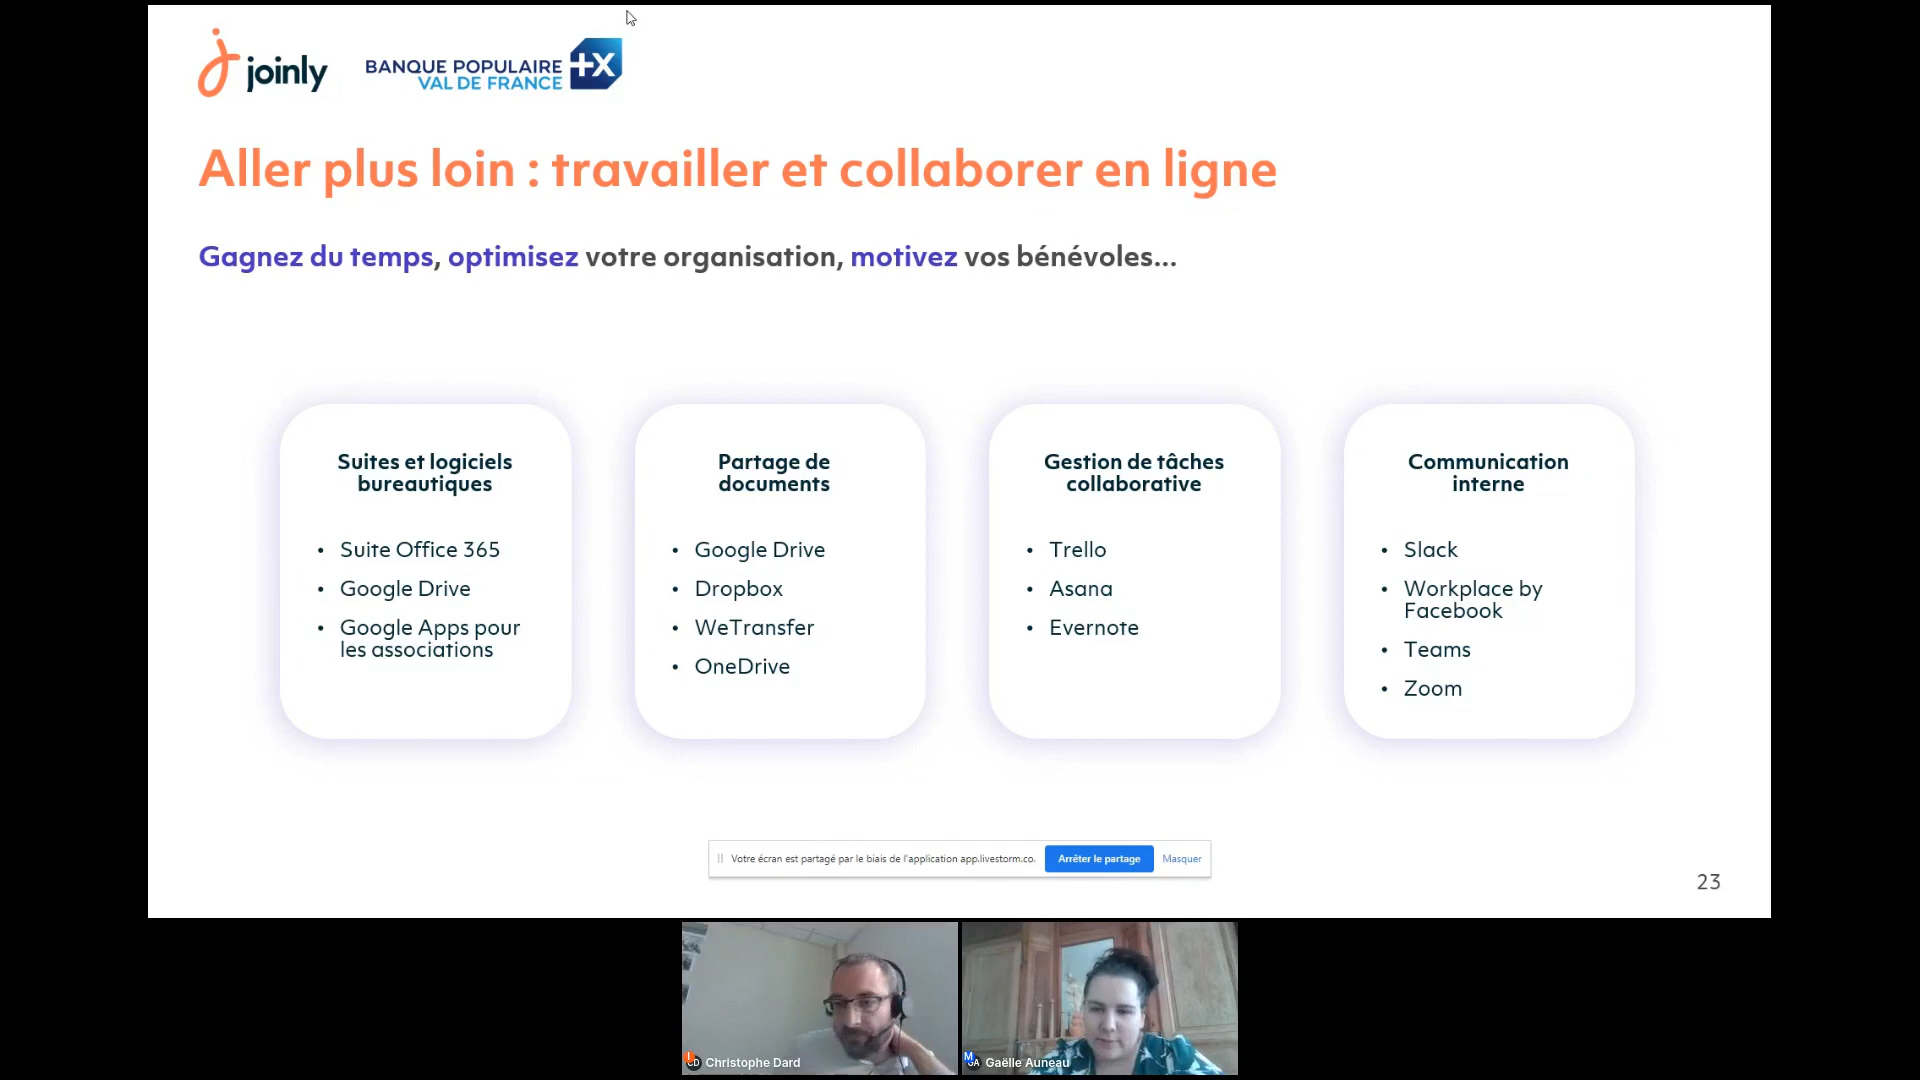 joinly
BANQUE POPULAIRE
VAL DE FRANCE
Aller plus loin : travailler et collaborer en ligne
Gagnez du temps, optimisez votre organisation, motivez vos bénévoles...
Suites et logiciels
bureautiques
• Suite Office 365
• Google Drive
• Google Apps pour
les associations
Partage de
documents
• Google Drive
• Dropbox
• WeTransfer
• OneDrive
Gestion de tâches
collaborative
• Trello
• Asana
• Evernote
Communication
interne
• Slack
• Workplace by
Facebook
• Teams
• Zoom
Votre écran est partagé par le biais de l'application app.livestorm.co.
Arrêter le partage
Masquer
23
CD Christophe Dard
M GA Gaëlle Auneau